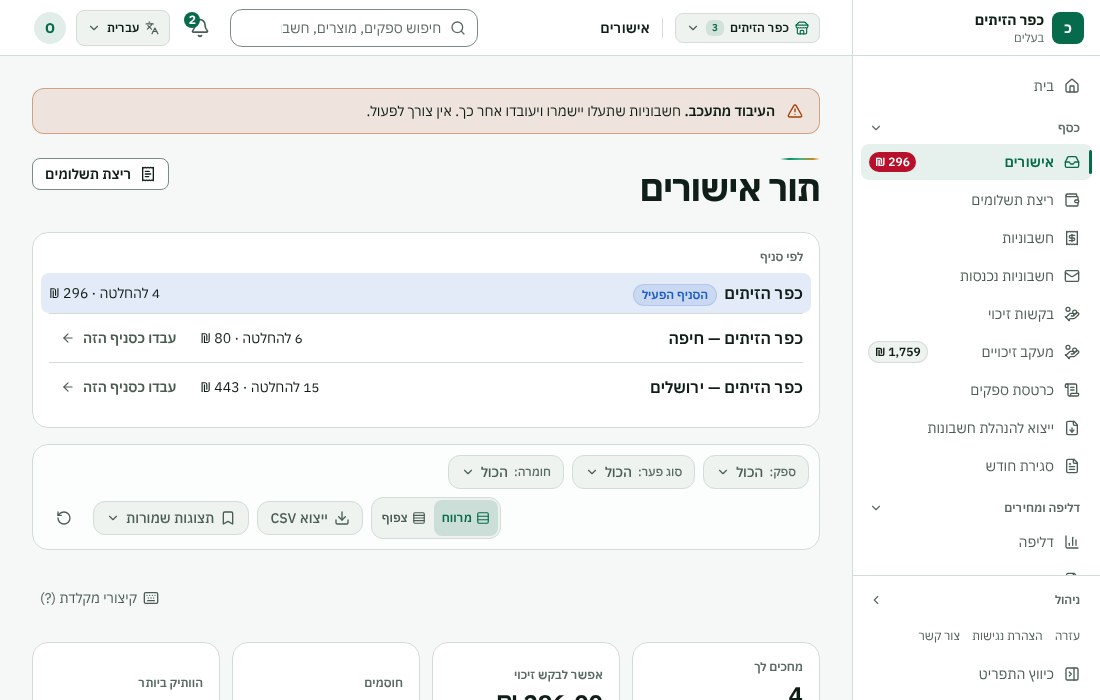 כפר הזיתים
בעלים
בית
כסף
אישורים
296 ₪
ריצת תשלומים
חשבוניות
חשבוניות נכנסות
בקשות זיכוי
מעקב זיכויים
1,759 ₪
כרטסת ספקים
ייצוא להנהלת חשבונות
סגירת חודש
דליפה ומחירים
דליפה
ניהול
עזרה
הצהרת נגישות
צור קשר
כיווץ התפריט
כ
כפר הזיתים 3
אישורים
חיפוש ספקים, מוצרים, חשב
2
עברית
O
העיבוד מתעכב. חשבוניות שתעלו יישמרו ויעובדו אחר כך. אין צורך לפעול.
תור אישורים
ריצת תשלומים
לפי סניף
כפר הזיתים הסניף הפעיל 4 להחלטה · 296 ₪
כפר הזיתים — חיפה 6 להחלטה · 80 ₪ עבדו כסניף הזה
כפר הזיתים — ירושלים 15 להחלטה · 443 ₪ עבדו כסניף הזה
ספק: הכול סוג פער: הכול חומרה: הכול
מרווח צפוף ייצוא CSV תצוגות שמורות
קיצורי מקלדת (?)
מחכים לך
4
אפשר לבקש זיכוי
חוסמים
הוותיק ביותר